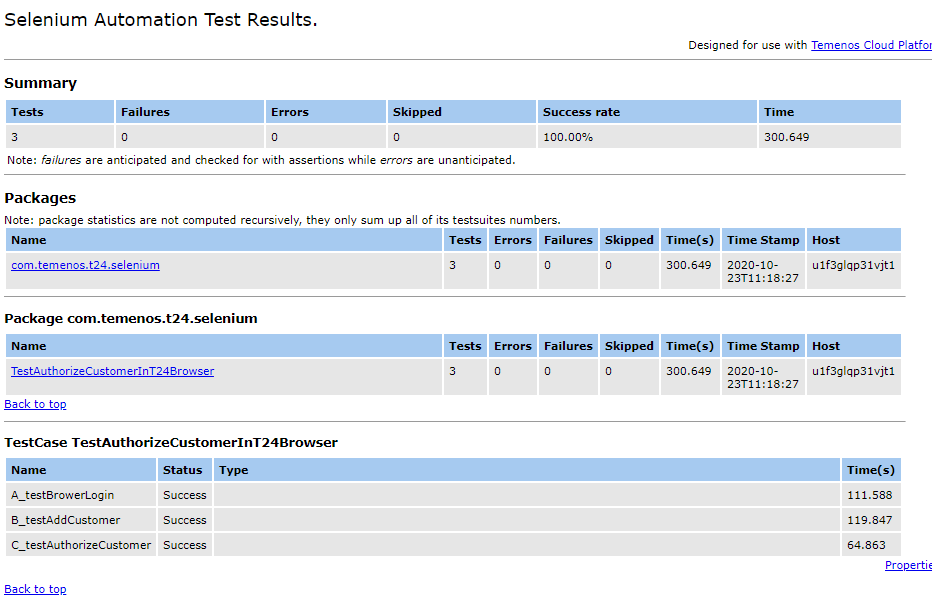 Selenium Automation Test Results.
Designed for use with Temenos Cloud Platfor
Summary
Tests Failures Errors Skipped Success rate Time
3 0 0 0 100.00% 300.649
Note: failures are anticipated and checked for with assertions while errors are unanticipated.
Packages
Note: package statistics are not computed recursively, they only sum up all of its testsuites numbers.
Name Tests Errors Failures Skipped Time(s) Time Stamp Host
com.temenos.t24.selenium 3 0 0 0 300.649 2020-10- u1f3glqp31vjt1
23T11:18:27
Package com.temenos.t24.selenium
Name Tests Errors Failures Skipped Time(s) Time Stamp Host
TestAuthorizeCustomerInT24Browser 3 0 0 0 300.649 2020-10- u1f3glqp31vjt1
23T11:18:27
Back to top
TestCase TestAuthorizeCustomerInT24Browser
Name Status Type Time(s)
A_testBrowerLogin Success 111.588
B_testAddCustomer Success 119.847
C_testAuthorizeCustomer Success 64.863
Propertie
Back to top